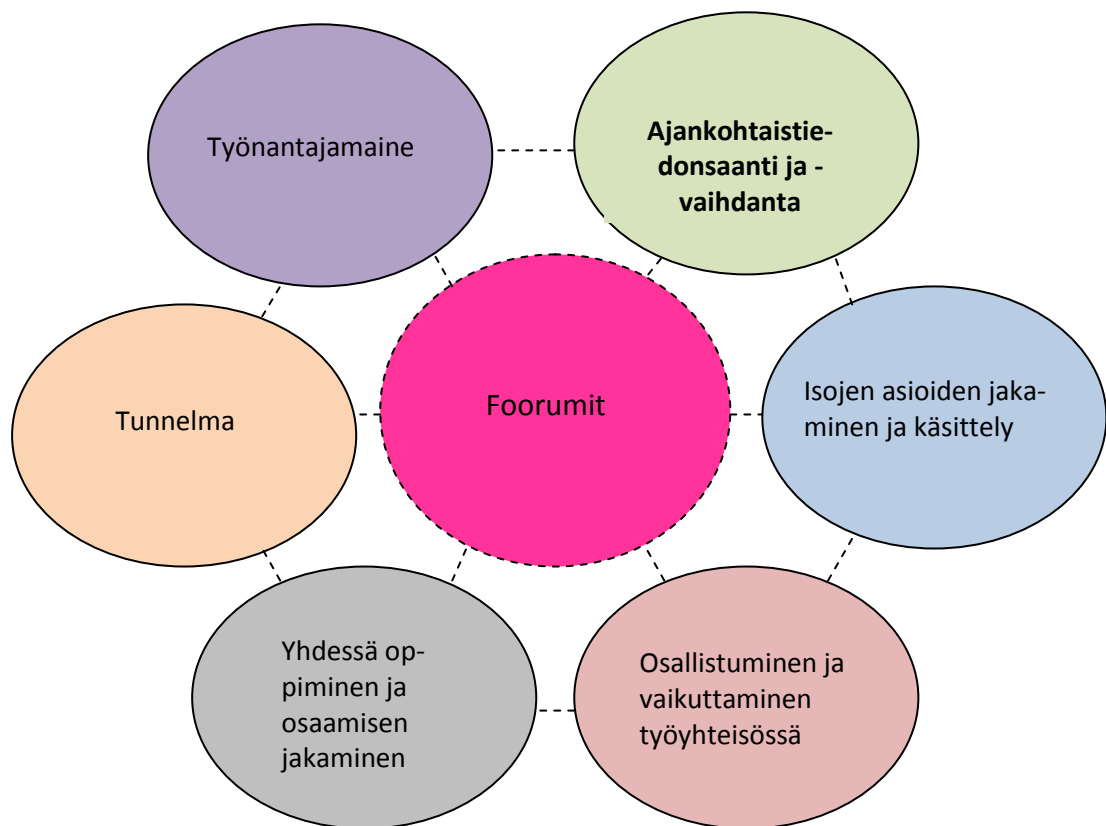 Työnantajamaine
Ajankohtaistie-
donsaanti ja -
vaihdanta
Isojen asioiden jaka-
minen ja käsittely
Foorumit
Tunnelma
Yhdessä op-
piminen ja
osaamisen
jakaminen
Osallistuminen ja
vaikuttaminen
työyhteisössä